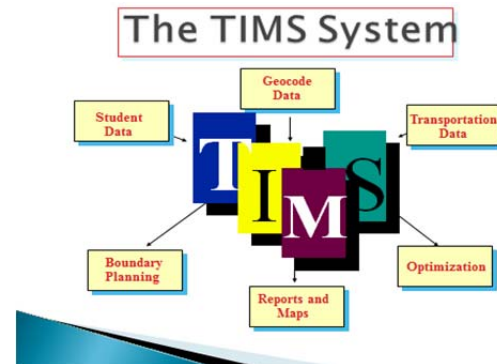 The TIMS System
Geocode
Data
Student
Data
Transportation
Data
T
I
M
S
Boundary
Planning
Optimization
Reports and
Maps